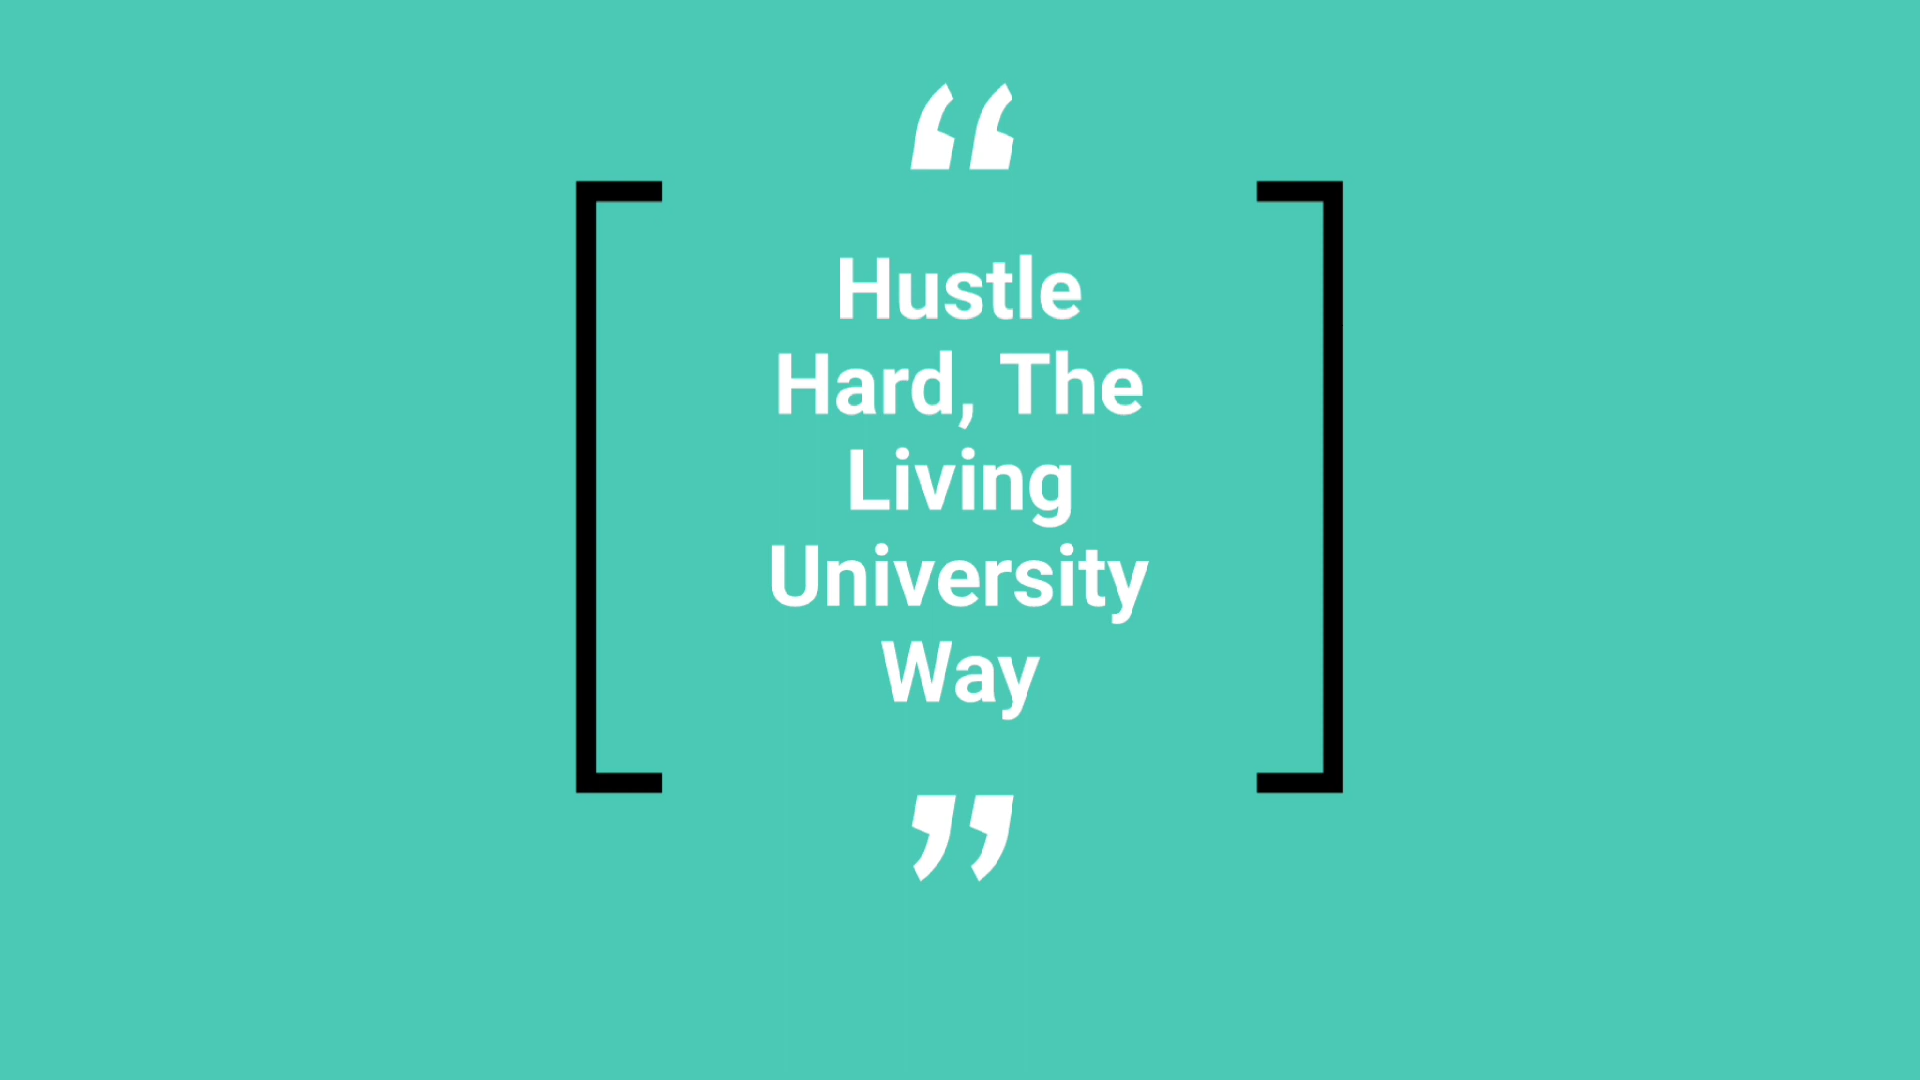 “
Hustle
Hard, The
Living
University
Way
”